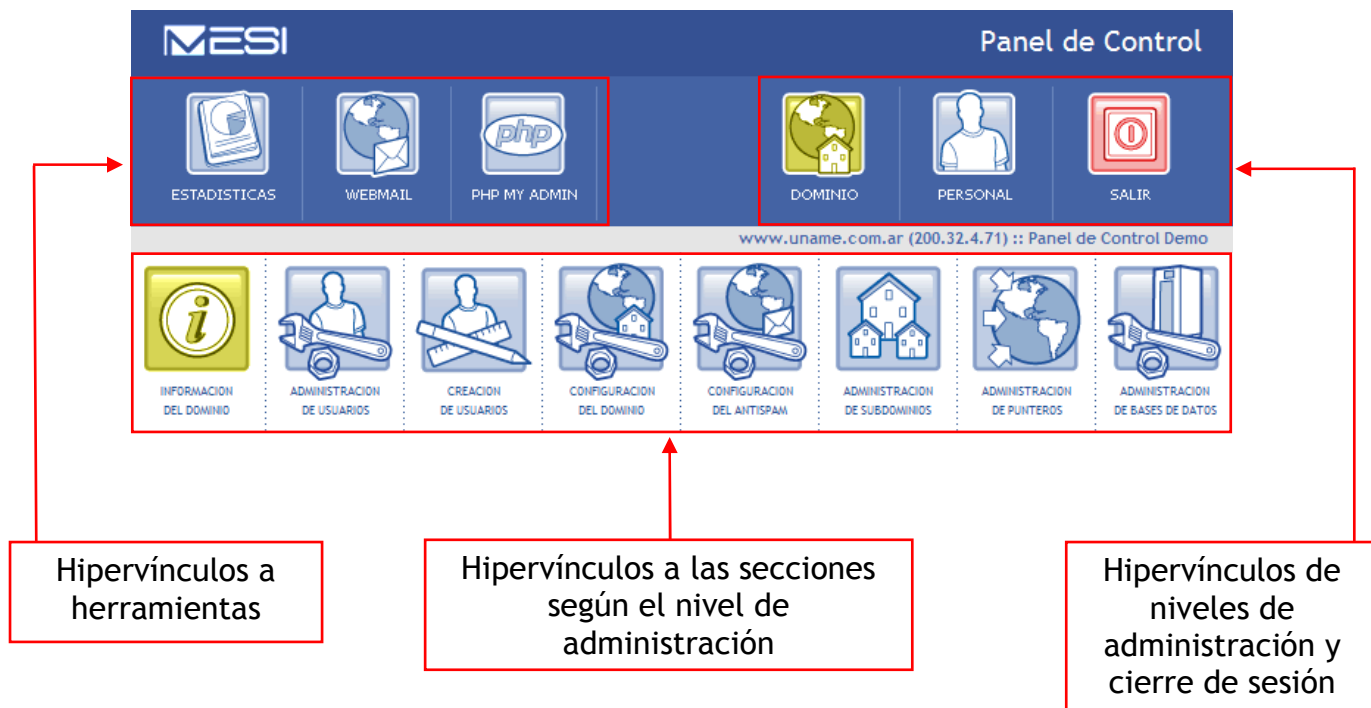 MESI
Panel de Control
ESTADISTICAS
WEBMAIL
php
PHP MY ADMIN
DOMINIO
PERSONAL
SALIR
www.uname.com.ar (200.32.4.71) :: Panel de Control Demo
i
INFORMACION
DEL DOMINIO
ADMINISTRACION
DE USUARIOS
CREACION
DE USUARIOS
CONFIGURACION
DEL DOMINIO
CONFIGURACION
DEL ANTISPAM
ADMINISTRACION
DE SUBDOMINIOS
ADMINISTRACION
DE PUNTEROS
ADMINISTRACION
DE BASES DE DATOS
Hipervínculos a
herramientas
Hipervínculos a las secciones
según el nivel de
administración
Hipervínculos de
niveles de
administración y
cierre de sesión